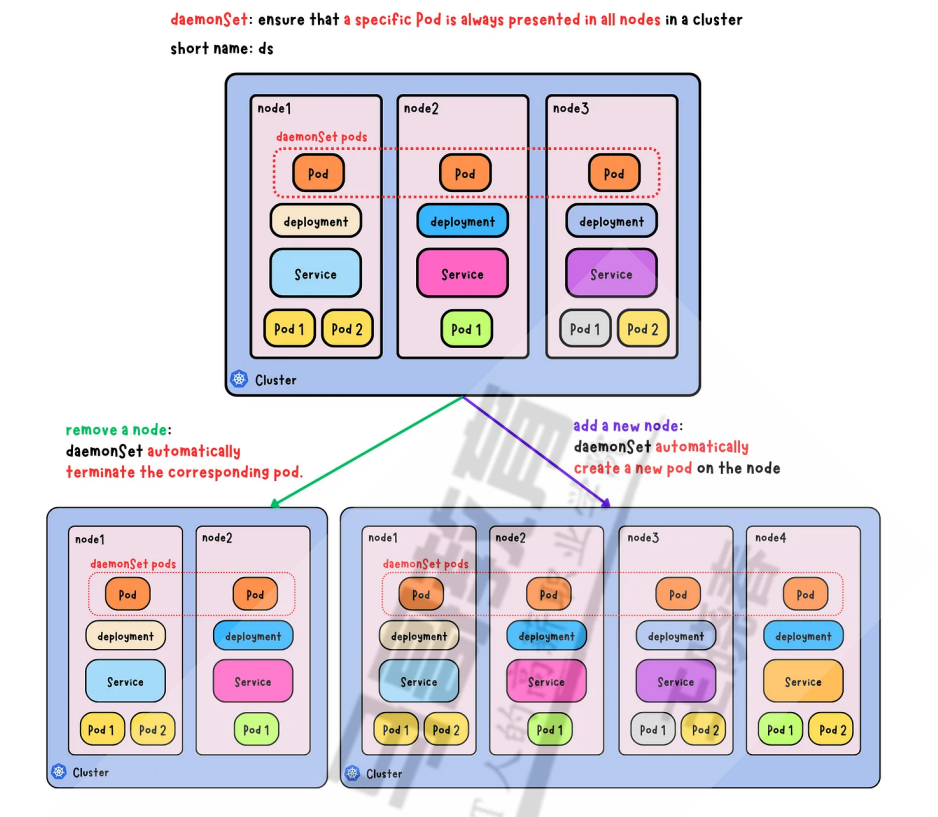 daemonSet: ensure that a specific Pod is always presented in all nodes in a cluster
short name: ds
node1
node2
node3
daemonSet pods
Pod
Pod
Pod
deployment
deployment
deployment
Service
Service
Service
Pod 1
Pod 2
Pod 1
Pod 1
Pod 2
Cluster
remove a node:
daemonSet automatically
terminate the corresponding pod.
add a new node:
daemonSet automatically
create a new pod on the node
node1
node2
daemonSet pods
Pod
Pod
deployment
deployment
Service
Service
Pod 1
Pod 2
Pod 1
Cluster
node1
node2
node3
node4
daemonSet pods
Pod
Pod
Pod
Pod
deployment
deployment
deployment
deployment
Service
Service
Service
Service
Pod 1
Pod 2
Pod 1
Pod 1
Pod 2
Pod 1
Pod 2
Cluster